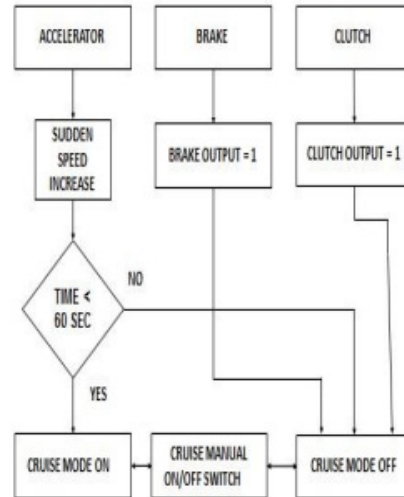 ACCELERATOR
BRAKE
CLUTCH
SUDDEN
SPEED
INCREASE
BRAKE OUTPUT = 1
CLUTCH OUTPUT = 1
TIME <
60 SEC
NO
YES
CRUISE MODE ON
CRUISE MANUAL
ON/OFF SWITCH
CRUISE MODE OFF